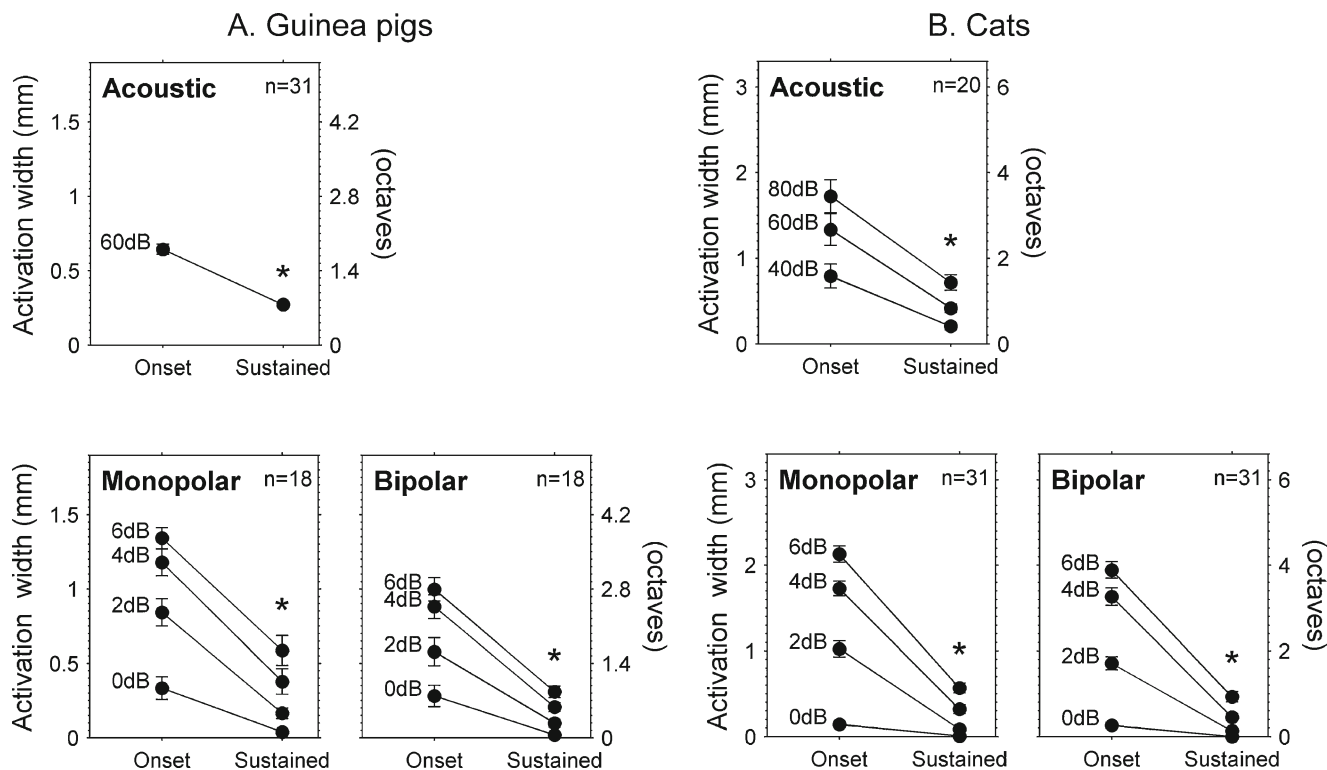 A. Guinea pigs
B. Cats
Acoustic n=31
Activation width (mm)
1.5
1
0.5
0
60dB
*
4.2
2.8
1.4
0
(octaves)
Onset Sustained
Acoustic n=20
Activation width (mm)
3
2
1
0
80dB
60dB
40dB
*
6
4
2
0
(octaves)
Onset Sustained
Monopolar n=18
Activation width (mm)
1.5
1
0.5
0
6dB
4dB
2dB
0dB
*
Onset Sustained
Bipolar n=18
6dB
4dB
2dB
0dB
*
4.2
2.8
1.4
0
(octaves)
Onset Sustained
Monopolar n=31
Activation width (mm)
3
2
1
0
6dB
4dB
2dB
0dB
*
Onset Sustained
Bipolar n=31
6dB
4dB
2dB
0dB
*
6
4
2
0
(octaves)
Onset Sustained